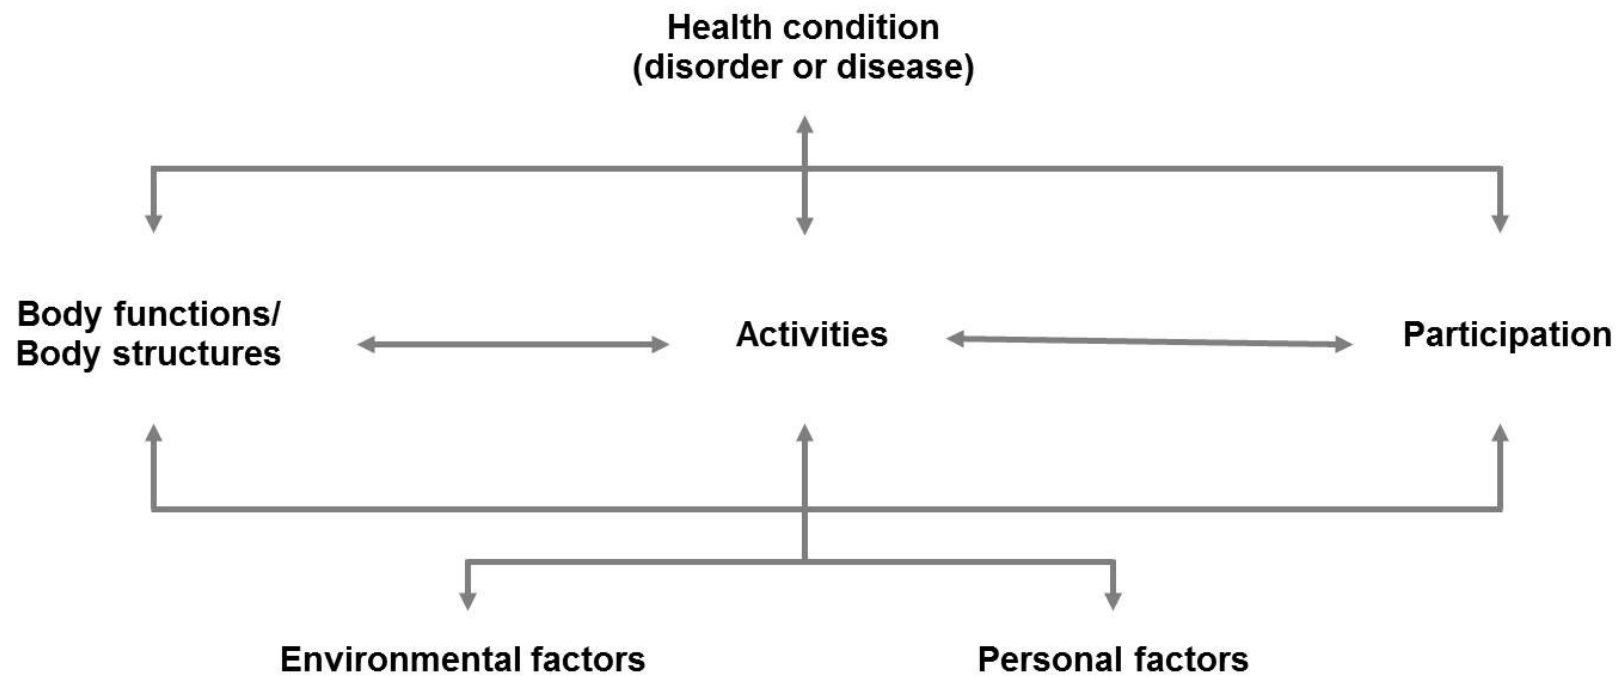 Health condition
(disorder or disease)
Body functions/
Body structures
Activities
Participation
Environmental factors
Personal factors